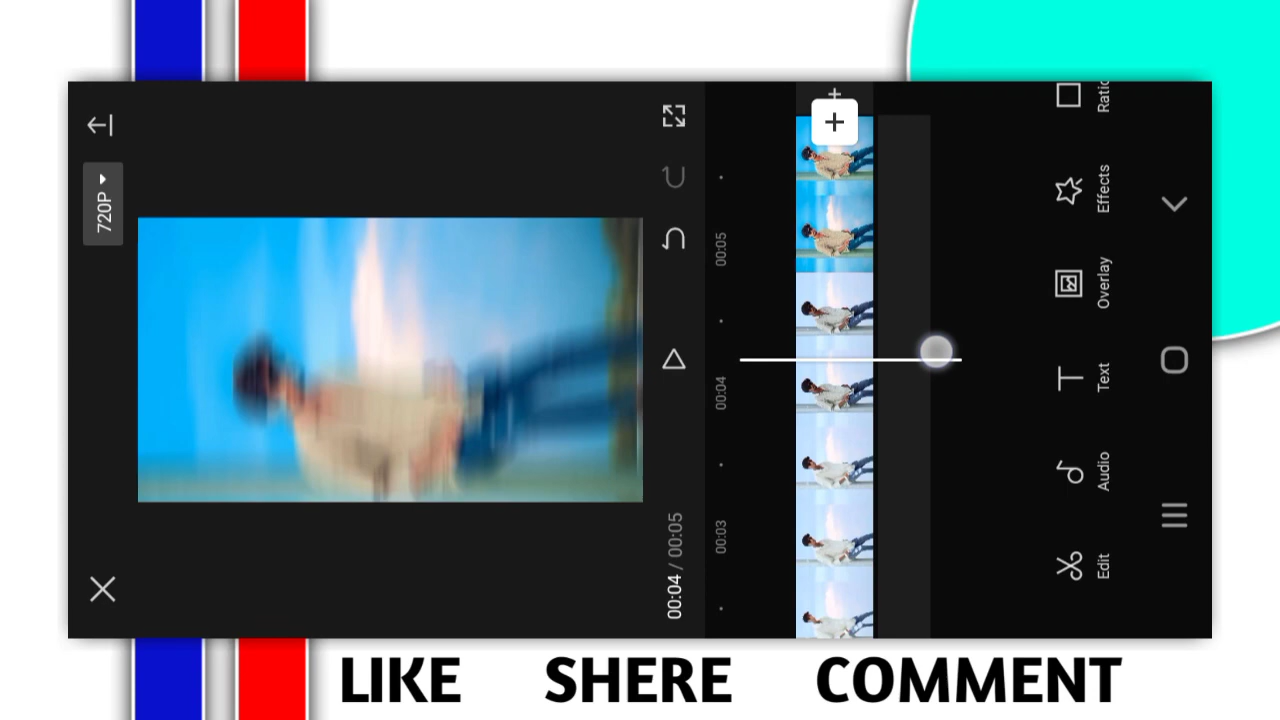 720P
00:04 / 00:05
00:03
00:04
00:05
Edit
Audio
Text
Overlay
Effects
Ratic
LIKE SHERE COMMENT